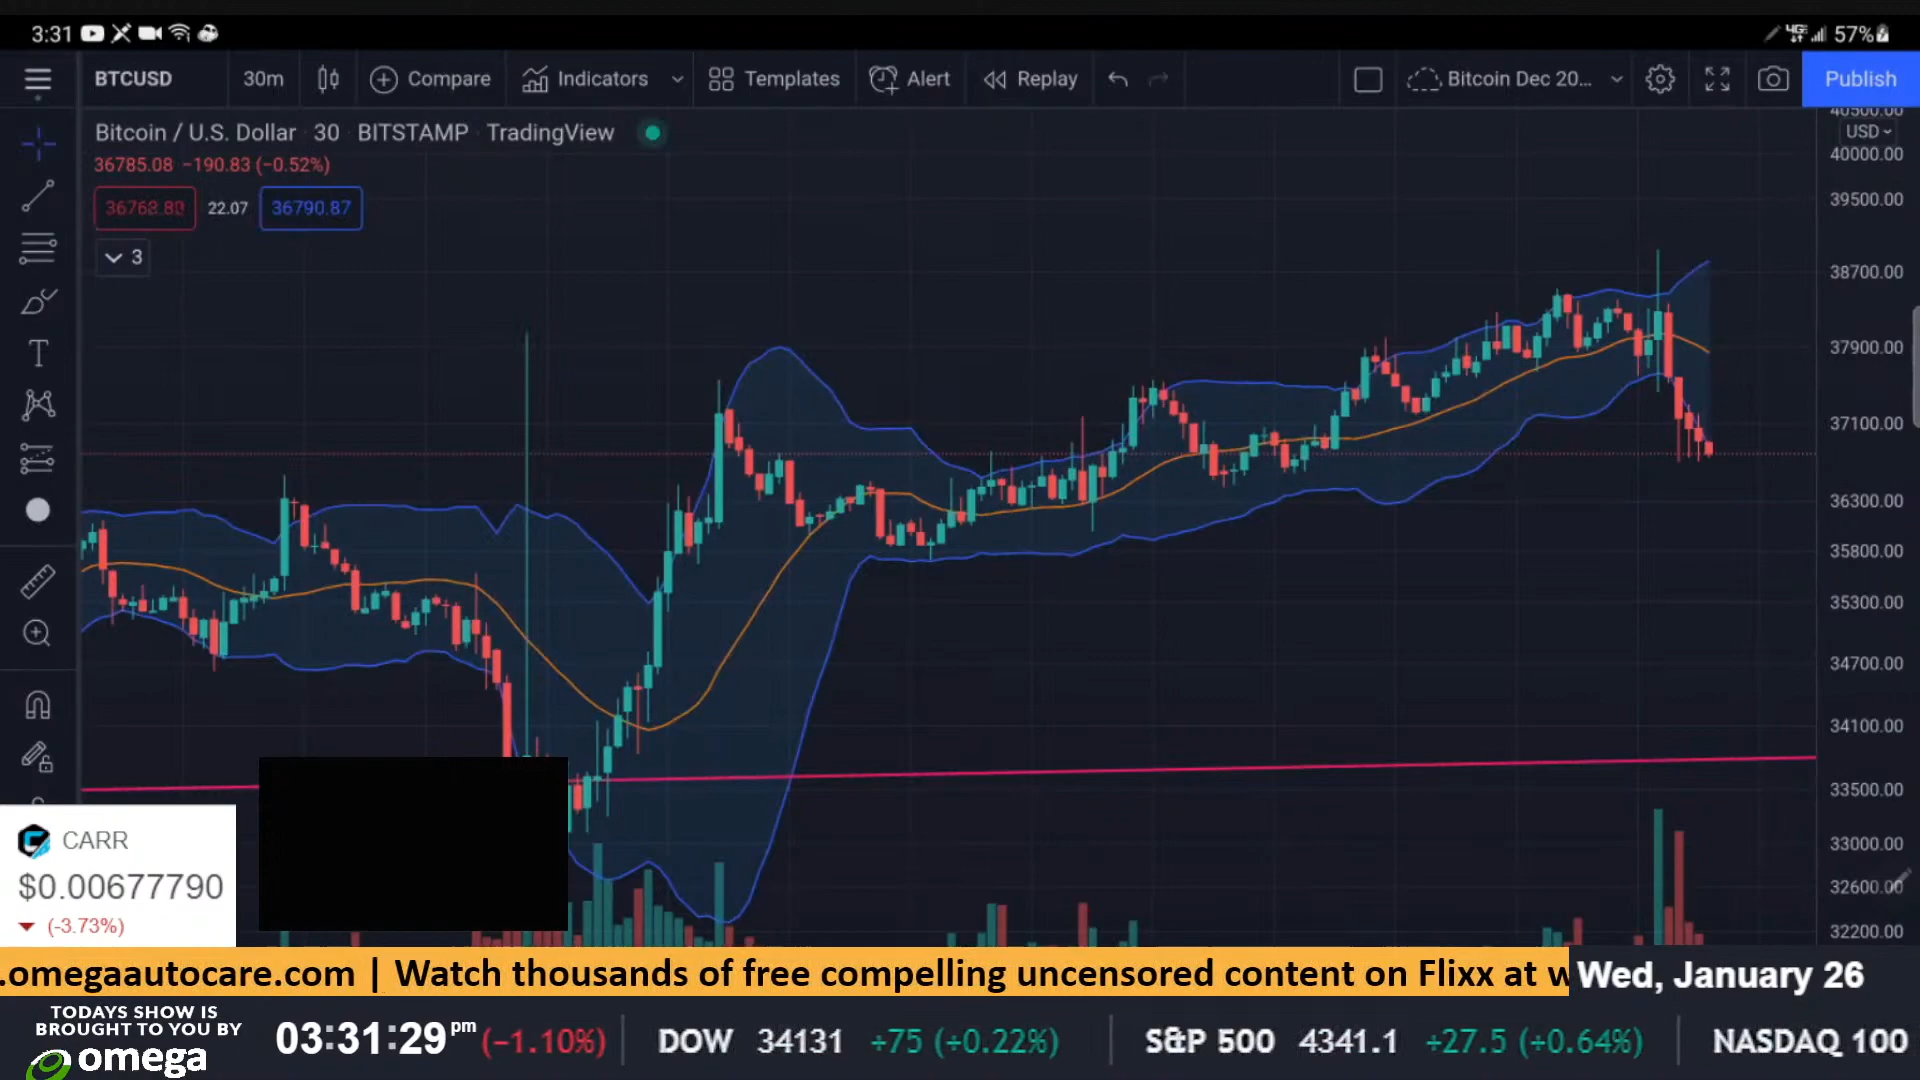 3:31
57%
BTCUSD 30m Compare Indicators Templates Alert Replay Bitcoin Dec 20... Publish
Bitcoin / U.S. Dollar 30 BITSTAMP TradingView
36785.08 −190.83 (−0.52%)
36768.80 22.07 36790.87
3
40500.00
USD
40000.00
39500.00
38700.00
37900.00
37100.00
36300.00
35800.00
35300.00
34700.00
34100.00
33500.00
33000.00
32600.00
32200.00
CARR
$0.00677790
(-3.73%)
.omegaautocare.com | Watch thousands of free compelling uncensored content on Flixx at w
Wed, January 26
TODAYS SHOW IS
BROUGHT TO YOU BY
omega
03:31:29 pm (−1.10%) DOW 34131 +75 (+0.22%) S&P 500 4341.1 +27.5 (+0.64%) NASDAQ 100